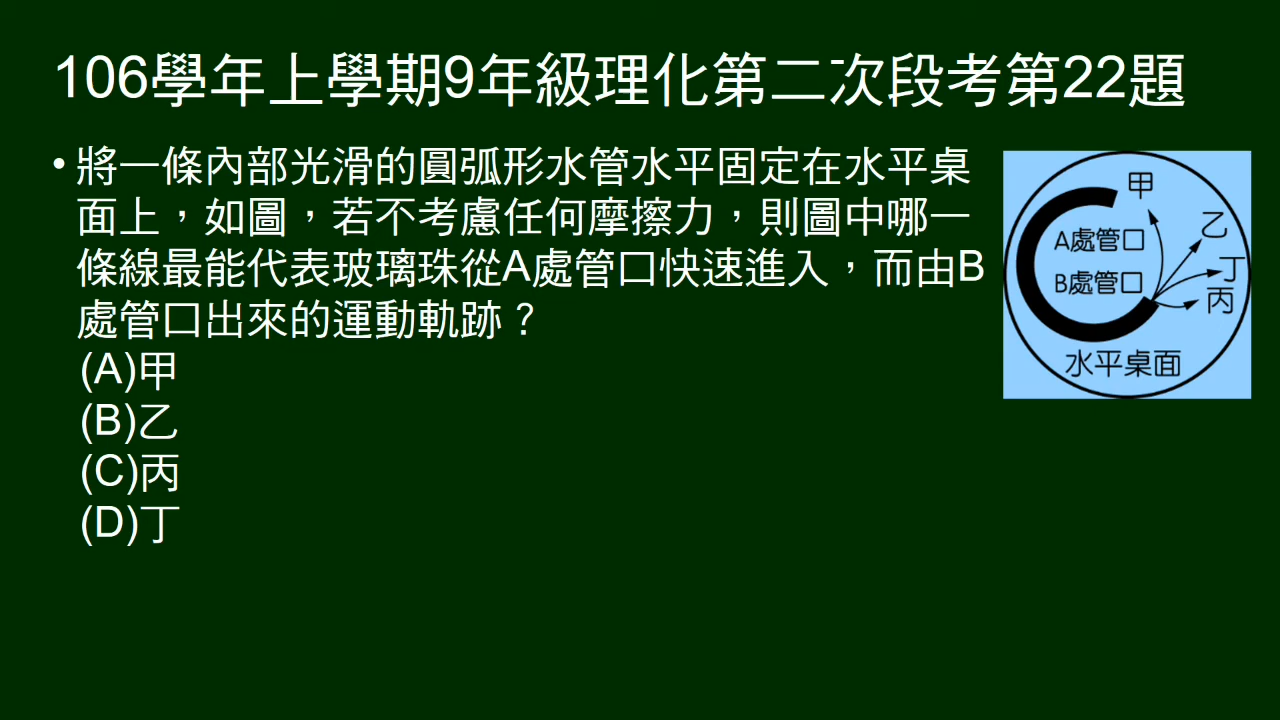 106學年上學期9年級理化第二次段考第22題
•將一條內部光滑的圓弧形水管水平固定在水平桌
面上，如圖，若不考慮任何摩擦力，則圖中哪一
條線最能代表玻璃珠從A處管口快速進入，而由B
處管口出來的運動軌跡？
(A)甲
(B)乙
(C)丙
(D)丁
甲
乙
A處管口
丁
B處管口
丙
水平桌面